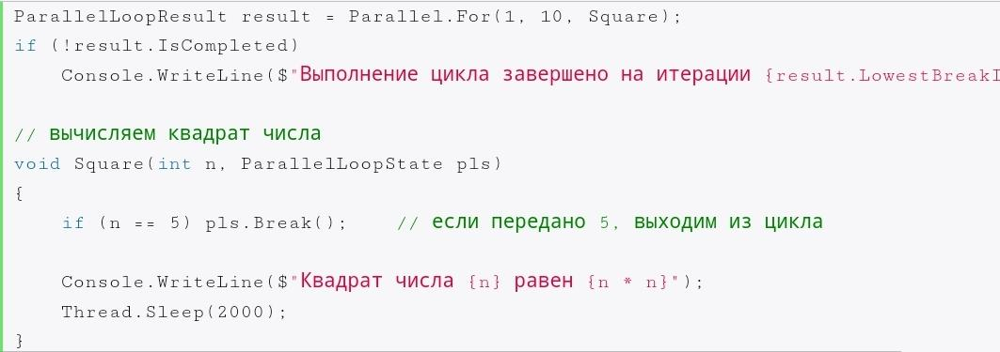 ParallelLoopResult result = Parallel.For(1, 10, Square);
if (!result.IsCompleted)
    Console.WriteLine($"Выполнение цикла завершено на итерации {result.LowestBreakI
// вычисляем квадрат числа
void Square(int n, ParallelLoopState pls)
{
    if (n == 5) pls.Break();    // если передано 5, выходим из цикла
    Console.WriteLine($"Квадрат числа {n} равен {n * n}");
    Thread.Sleep(2000);
}